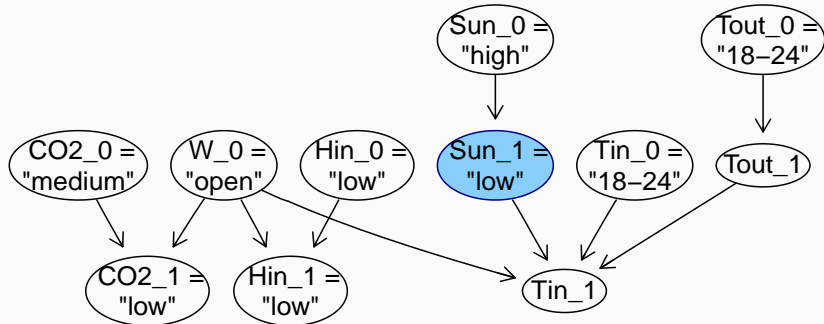 Sun_0 =
"high"
Tout_0 =
"18−24"
CO2_0 =
"medium"
W_0 =
"open"
Hin_0 =
"low"
Sun_1 =
"low"
Tin_0 =
"18−24"
Tout_1
CO2_1 =
"low"
Hin_1 =
"low"
Tin_1